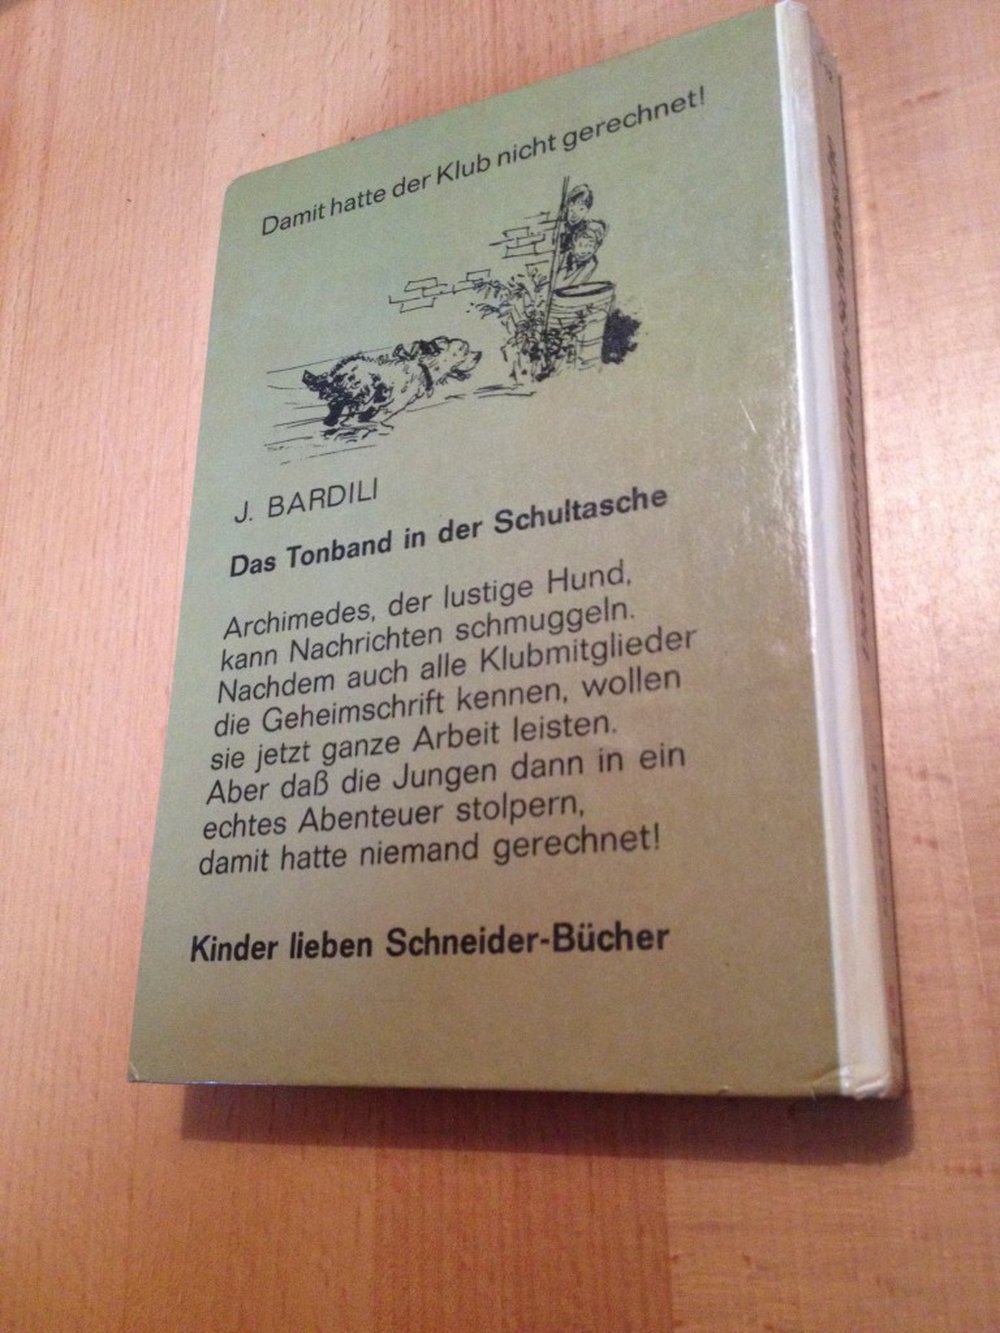 Damit hatte der Klub nicht gerechnet!
J. BARDILI
Das Tonband in der Schultasche
Archimedes, der lustige Hund,
kann Nachrichten schmuggeln.
Nachdem auch alle Klubmitglieder
die Geheimschrift kennen, wollen
sie jetzt ganze Arbeit leisten.
Aber daß die Jungen dann in ein
echtes Abenteuer stolpern,
damit hatte niemand gerechnet!
Kinder lieben Schneider-Bücher